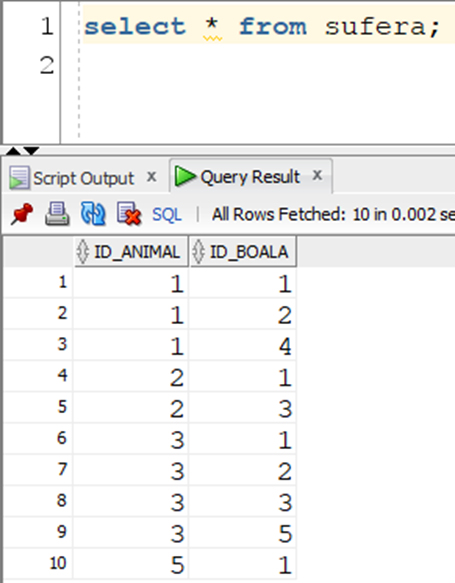 1 select * from sufera;
2
Script Output x Query Result x
SQL | All Rows Fetched: 10 in 0.002 se
ID_ANIMAL ID_BOALA
1 1 1
2 1 2
3 1 4
4 2 1
5 2 3
6 3 1
7 3 2
8 3 3
9 3 5
10 5 1